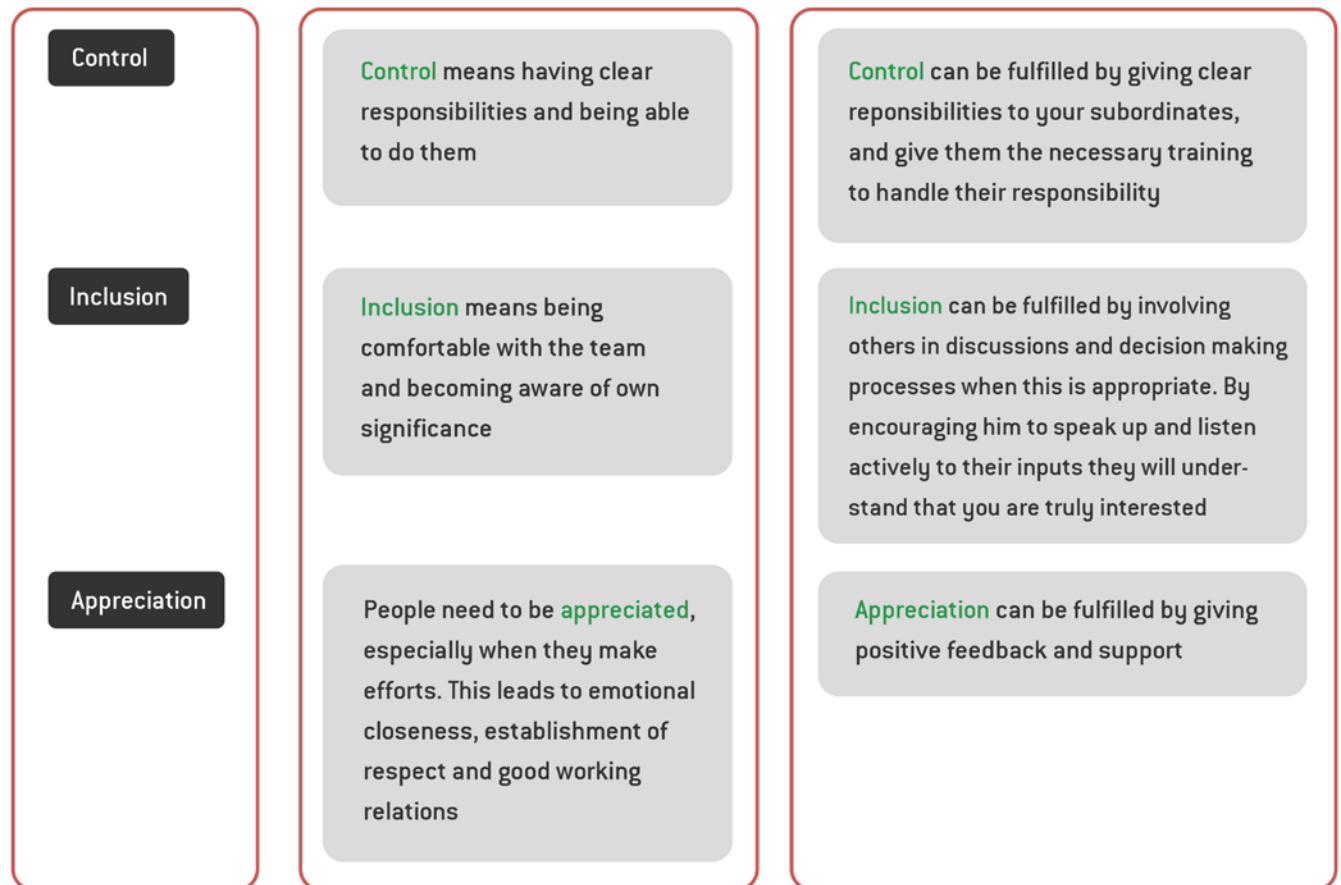 Control
Control means having clear
responsibilities and being able
to do them
Control can be fulfilled by giving clear
reponsibilities to your subordinates,
and give them the necessary training
to handle their responsibility
Inclusion
Inclusion means being
comfortable with the team
and becoming aware of own
significance
Inclusion can be fulfilled by involving
others in discussions and decision making
processes when this is appropriate. By
encouraging him to speak up and listen
actively to their inputs they will under-
stand that you are truly interested
Appreciation
People need to be appreciated,
especially when they make
efforts. This leads to emotional
closeness, establishment of
respect and good working
relations
Appreciation can be fulfilled by giving
positive feedback and support